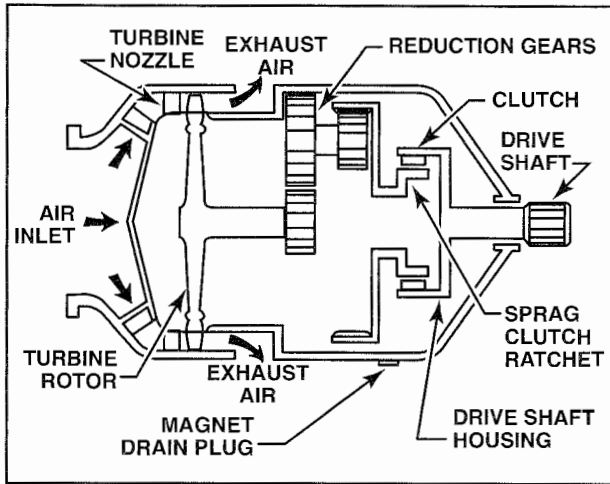 TURBINE
NOZZLE
EXHAUST
AIR
REDUCTION GEARS
CLUTCH
DRIVE
SHAFT
AIR
INLET
TURBINE
ROTOR
EXHAUST
AIR
MAGNET
DRAIN PLUG
SPRAG
CLUTCH
RATCHET
DRIVE SHAFT
HOUSING